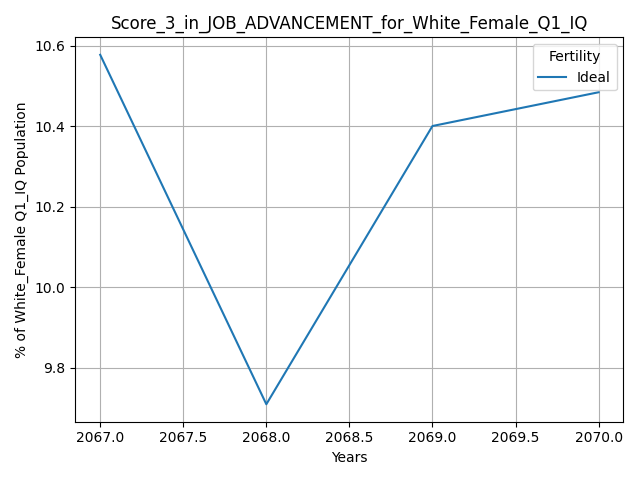 Score_3_in_JOB_ADVANCEMENT_for_White_Female_Q1_IQ
Fertility
Ideal
% of White_Female Q1_IQ Population
10.6
10.4
10.2
10.0
9.8
2067.0 2067.5 2068.0 2068.5 2069.0 2069.5 2070.0
Years